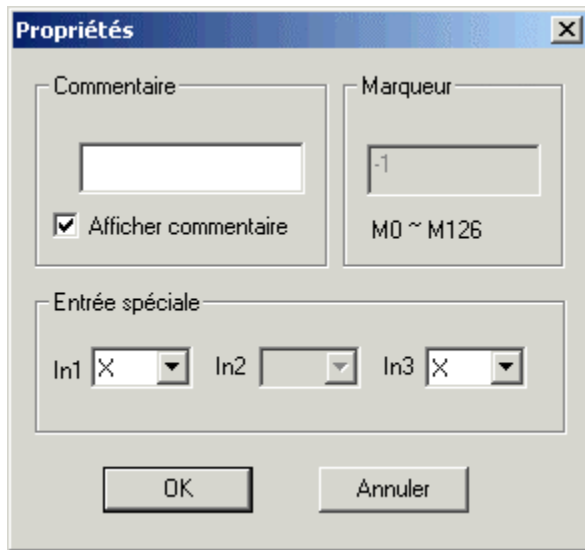 Propriétés
Commentaire
Marqueur
-1
Afficher commentaire
M0 ~ M126
Entrée spéciale
In1 X In2 In3 X
OK Annuler